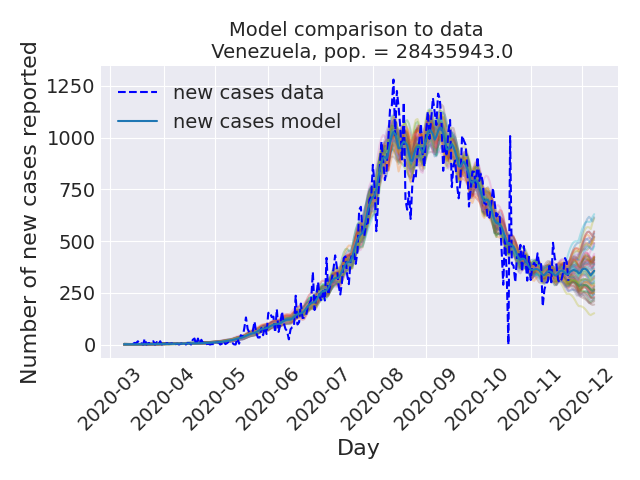 Model comparison to data
Venezuela, pop. = 28435943.0
new cases data
new cases model
Number of new cases reported
1250
1000
750
500
250
0
2020-03
2020-04
2020-05
2020-06
2020-07
2020-08
2020-09
2020-10
2020-11
2020-12
Day